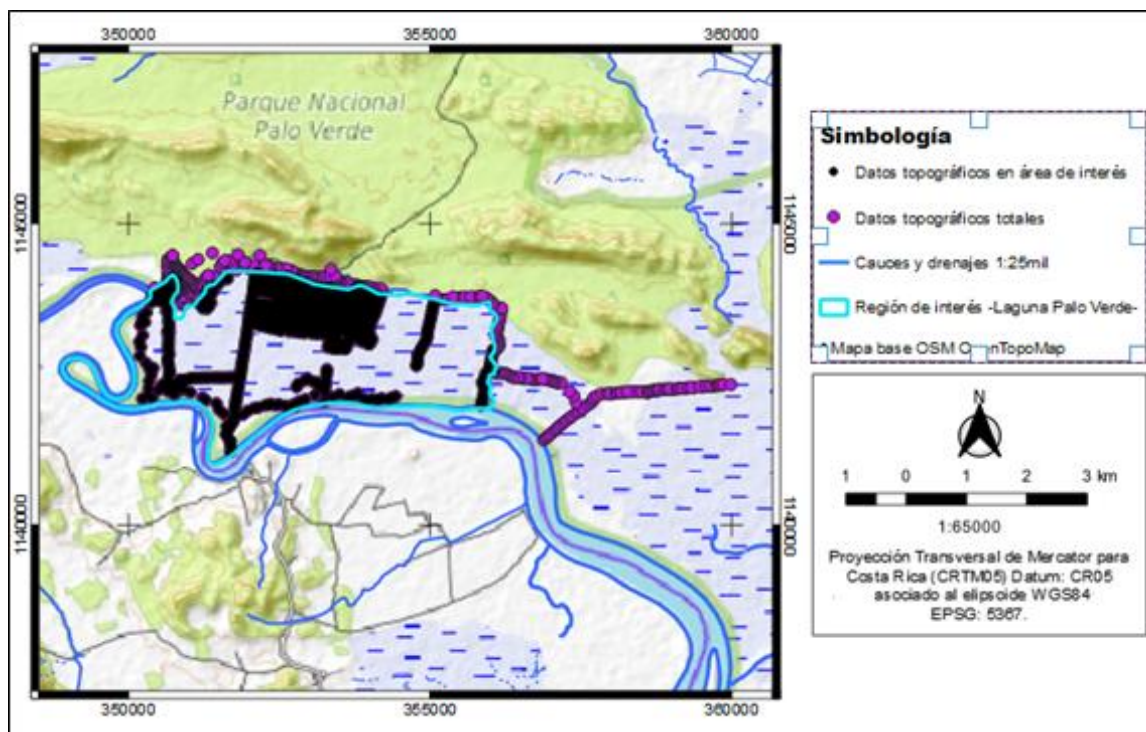 350000 355000 360000
Parque Nacional
Palo Verde
1145000
1145000
1140000
1140000
350000 355000 360000
Simbología
Datos topográficos en área de interés
Datos topográficos totales
Cauces y drenajes 1:25mil
Región de interés -Laguna Palo Verde-
Mapa base OSM OpenTopoMap
N
1 0 1 2 3 km
1:65000
Proyección Transversal de Mercator para
Costa Rica (CRTM05) Datum: CR05
asociado al elipsoide WGS84
EPSG: 5367.